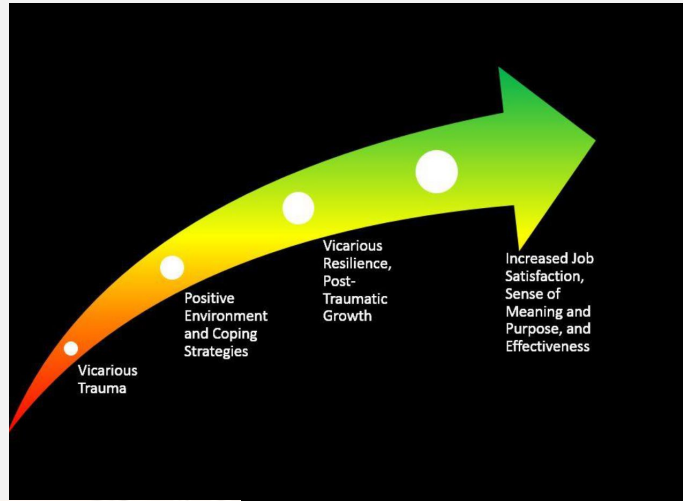 Vicarious
Trauma
Positive
Environment
and Coping
Strategies
Vicarious
Resilience,
Post-
Traumatic
Growth
Increased Job
Satisfaction,
Sense of
Meaning and
Purpose, and
Effectiveness